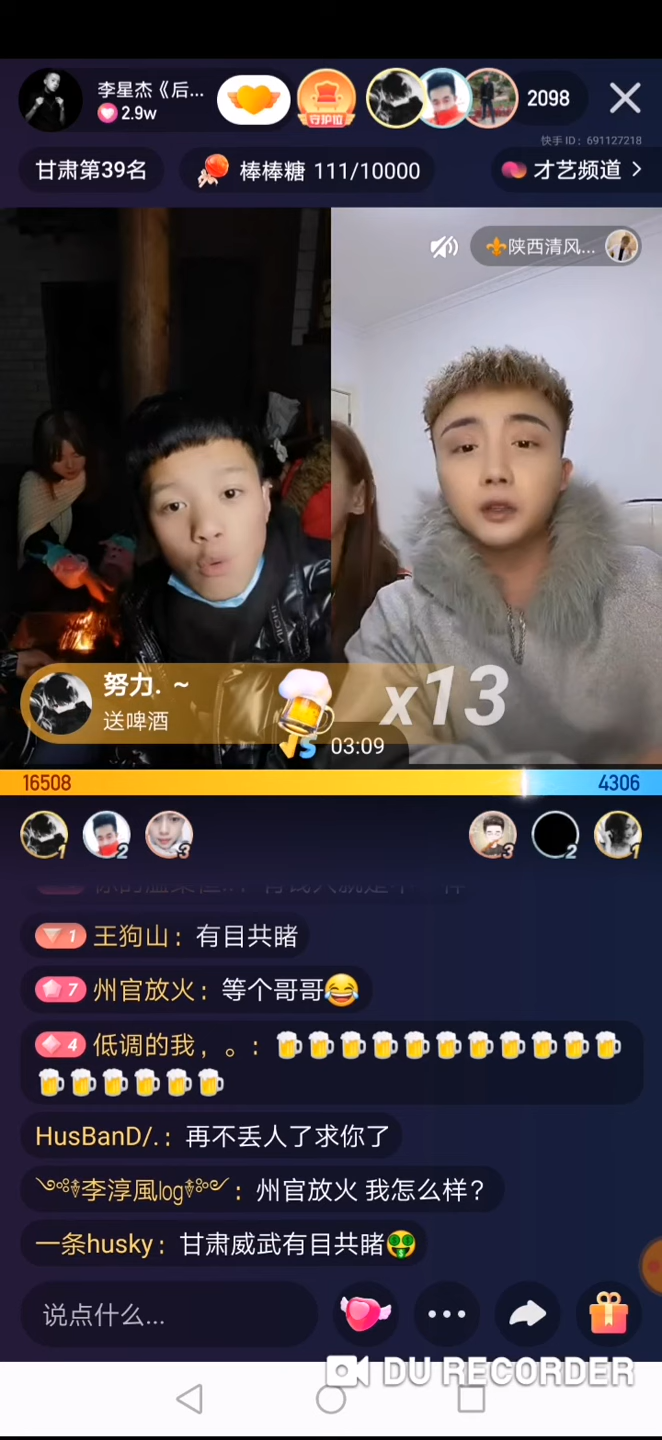 李星杰《后...
2.9w
守护位
2098
快手 ID：691127218
甘肃第39名
棒棒糖 111/10000
才艺频道
陕西清风...
努力. ~
送啤酒
x13
03:09
16508
4306
1
2
3
3
2
1
1 王狗山：有目共睹
7 州官放火：等个哥哥😂
4 低调的我，。：🍺🍺🍺🍺🍺🍺🍺🍺🍺🍺🍺
🍺🍺🍺🍺🍺🍺
HusBanD/.：再不丢人了求你了
李淳風log：州官放火 我怎么样？
一条husky：甘肃威武有目共睹🤑
说点什么...
DU RECORDER